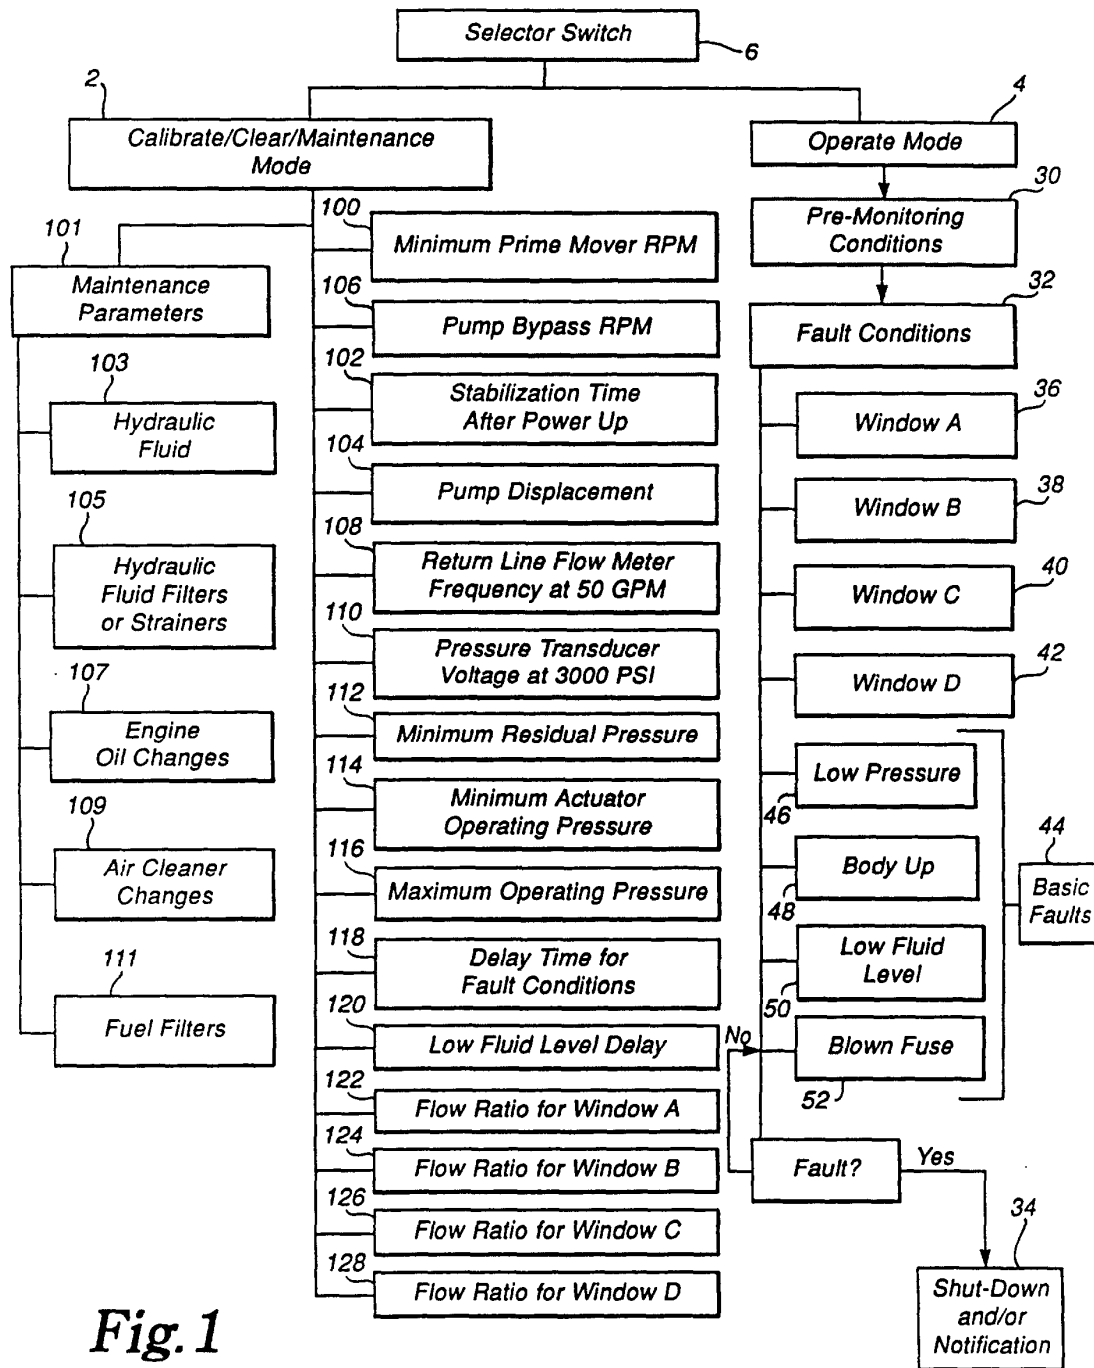 Selector Switch
6
2
Calibrate/Clear/Maintenance
Mode
4
Operate Mode
30
Pre-Monitoring
Conditions
32
Fault Conditions
101
Maintenance
Parameters
103
Hydraulic
Fluid
105
Hydraulic
Fluid Filters
or Strainers
107
Engine
Oil Changes
109
Air Cleaner
Changes
111
Fuel Filters
100
Minimum Prime Mover RPM
106
Pump Bypass RPM
102
Stabilization Time
After Power Up
104
Pump Displacement
108
Return Line Flow Meter
Frequency at 50 GPM
110
Pressure Transducer
Voltage at 3000 PSI
112
Minimum Residual Pressure
114
Minimum Actuator
Operating Pressure
116
Maximum Operating Pressure
118
Delay Time for
Fault Conditions
120
Low Fluid Level Delay
122
Flow Ratio for Window A
124
Flow Ratio for Window B
126
Flow Ratio for Window C
128
Flow Ratio for Window D
36
Window A
38
Window B
40
Window C
42
Window D
Low Pressure
46
Body Up
48
Low Fluid
Level
50
Blown Fuse
52
44
Basic
Faults
No
Fault?
Yes
34
Shut-Down
and/or
Notification
Fig. 1